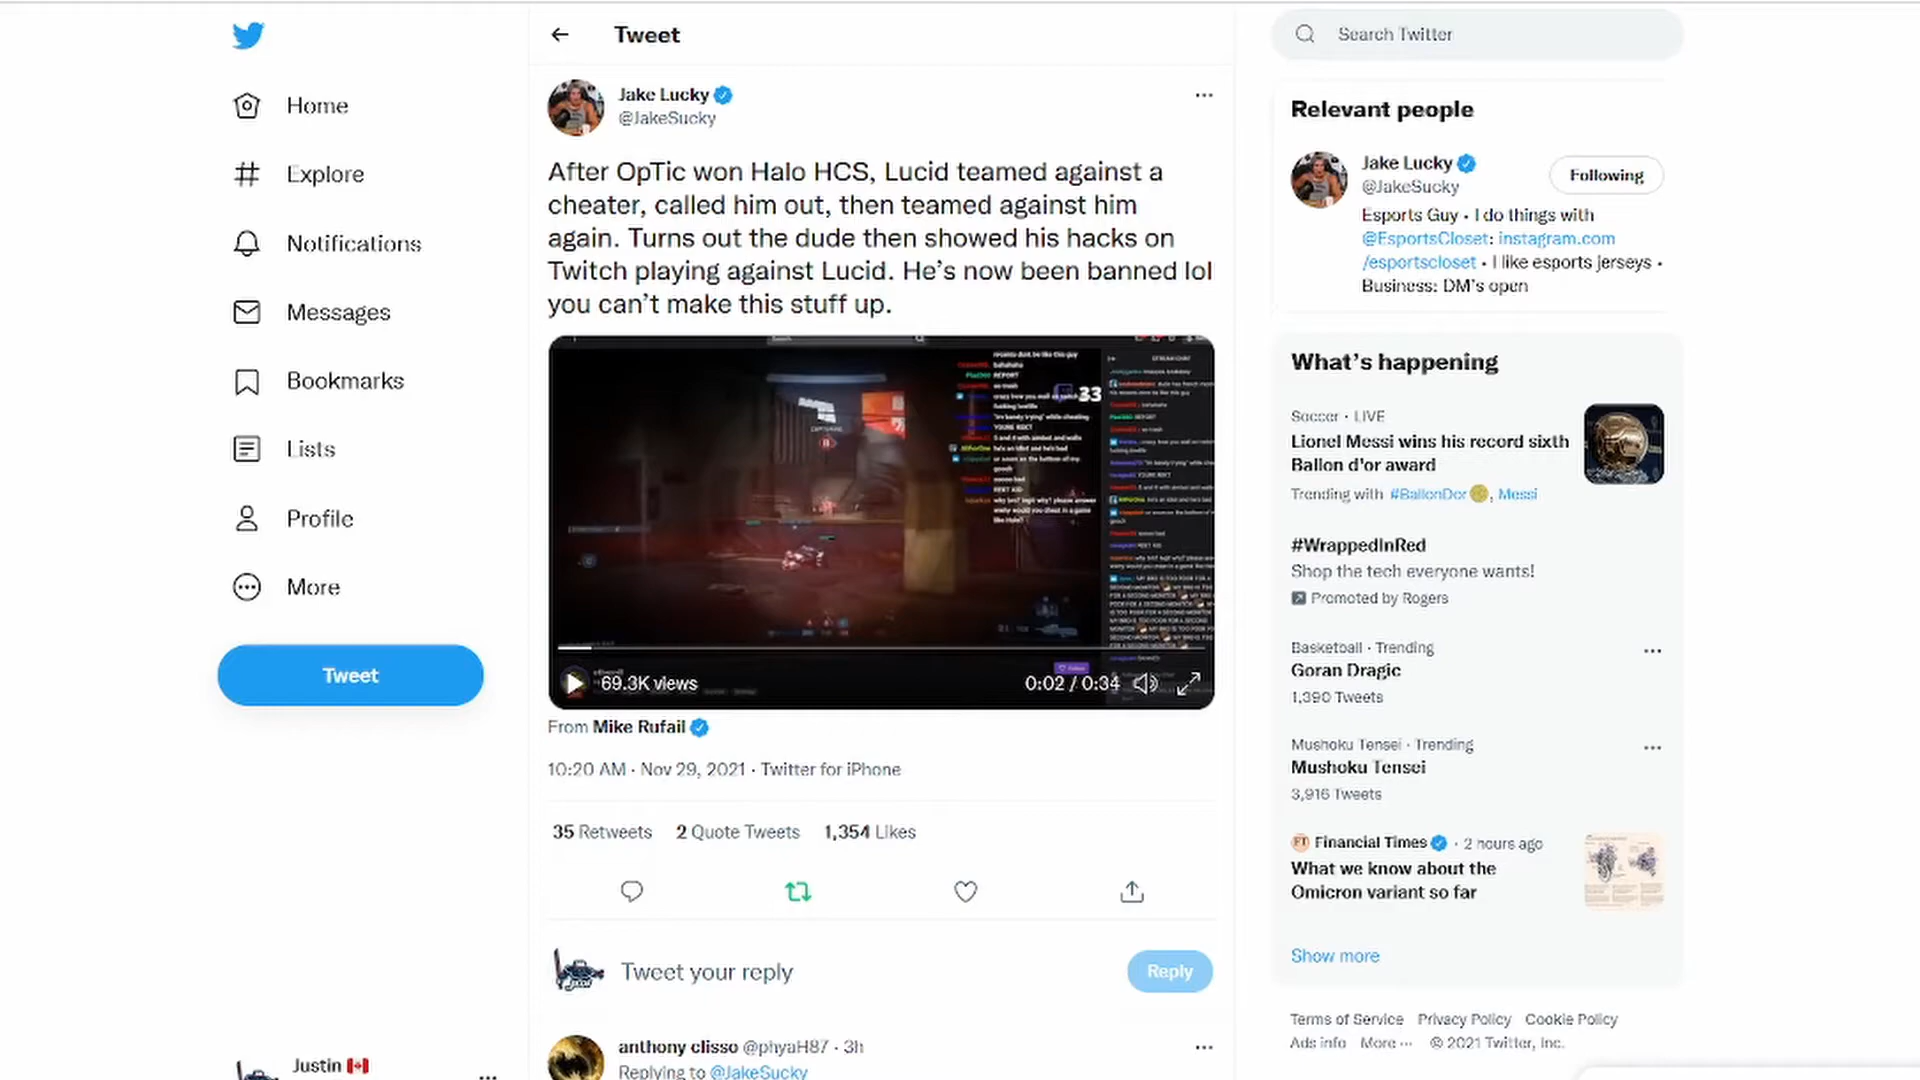 Tweet
Search Twitter
Home
Explore
Notifications
Messages
Bookmarks
Lists
Profile
More
Tweet
Justin
Jake Lucky
@JakeSucky
After OpTic won Halo HCS, Lucid teamed against a
cheater, called him out, then teamed against him
again. Turns out the dude then showed his hacks on
Twitch playing against Lucid. He’s now been banned lol
you can’t make this stuff up.
33
69.3K views
0:02 / 0:34
From Mike Rufail
10:20 AM · Nov 29, 2021 · Twitter for iPhone
35 Retweets 2 Quote Tweets 1,354 Likes
Tweet your reply
Reply
anthony clisso @phyaH87 · 3h
Replying to @JakeSucky
Relevant people
Jake Lucky
@JakeSucky
Following
Esports Guy • I do things with
@EsportsCloset: instagram.com
/esportscloset • I like esports jerseys •
Business: DM’s open
What’s happening
Soccer · LIVE
Lionel Messi wins his record sixth
Ballon d'or award
Trending with #BallonDor, Messi
#WrappedInRed
Shop the tech everyone wants!
Promoted by Rogers
Basketball · Trending
Goran Dragic
1,390 Tweets
Mushoku Tensei · Trending
Mushoku Tensei
3,916 Tweets
FT Financial Times · 2 hours ago
What we know about the
Omicron variant so far
Show more
Terms of Service Privacy Policy Cookie Policy
Ads info More ··· © 2021 Twitter, Inc.